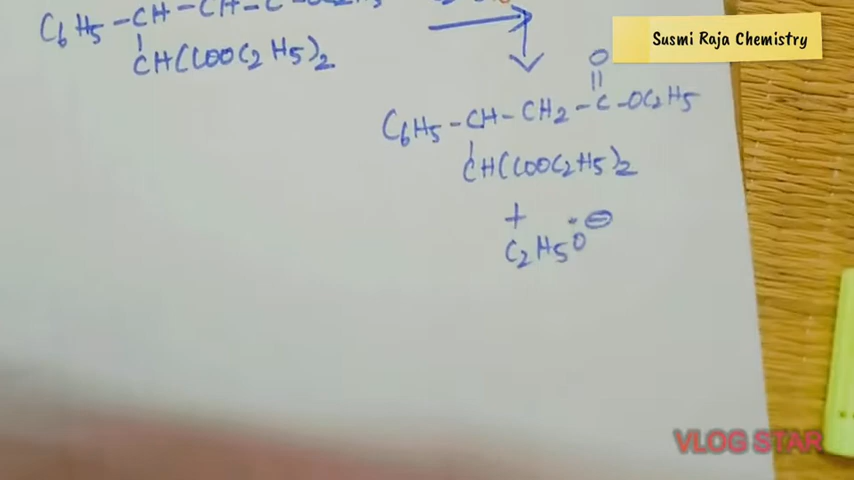 Susmi Raja Chemistry
C6H5 - CH - CH - C
CH(COOC2H5)2
O
C6H5 - CH - CH2 - C - OC2H5
CH(COOC2H5)2
+
C2H5O⊖
VLOG STAR